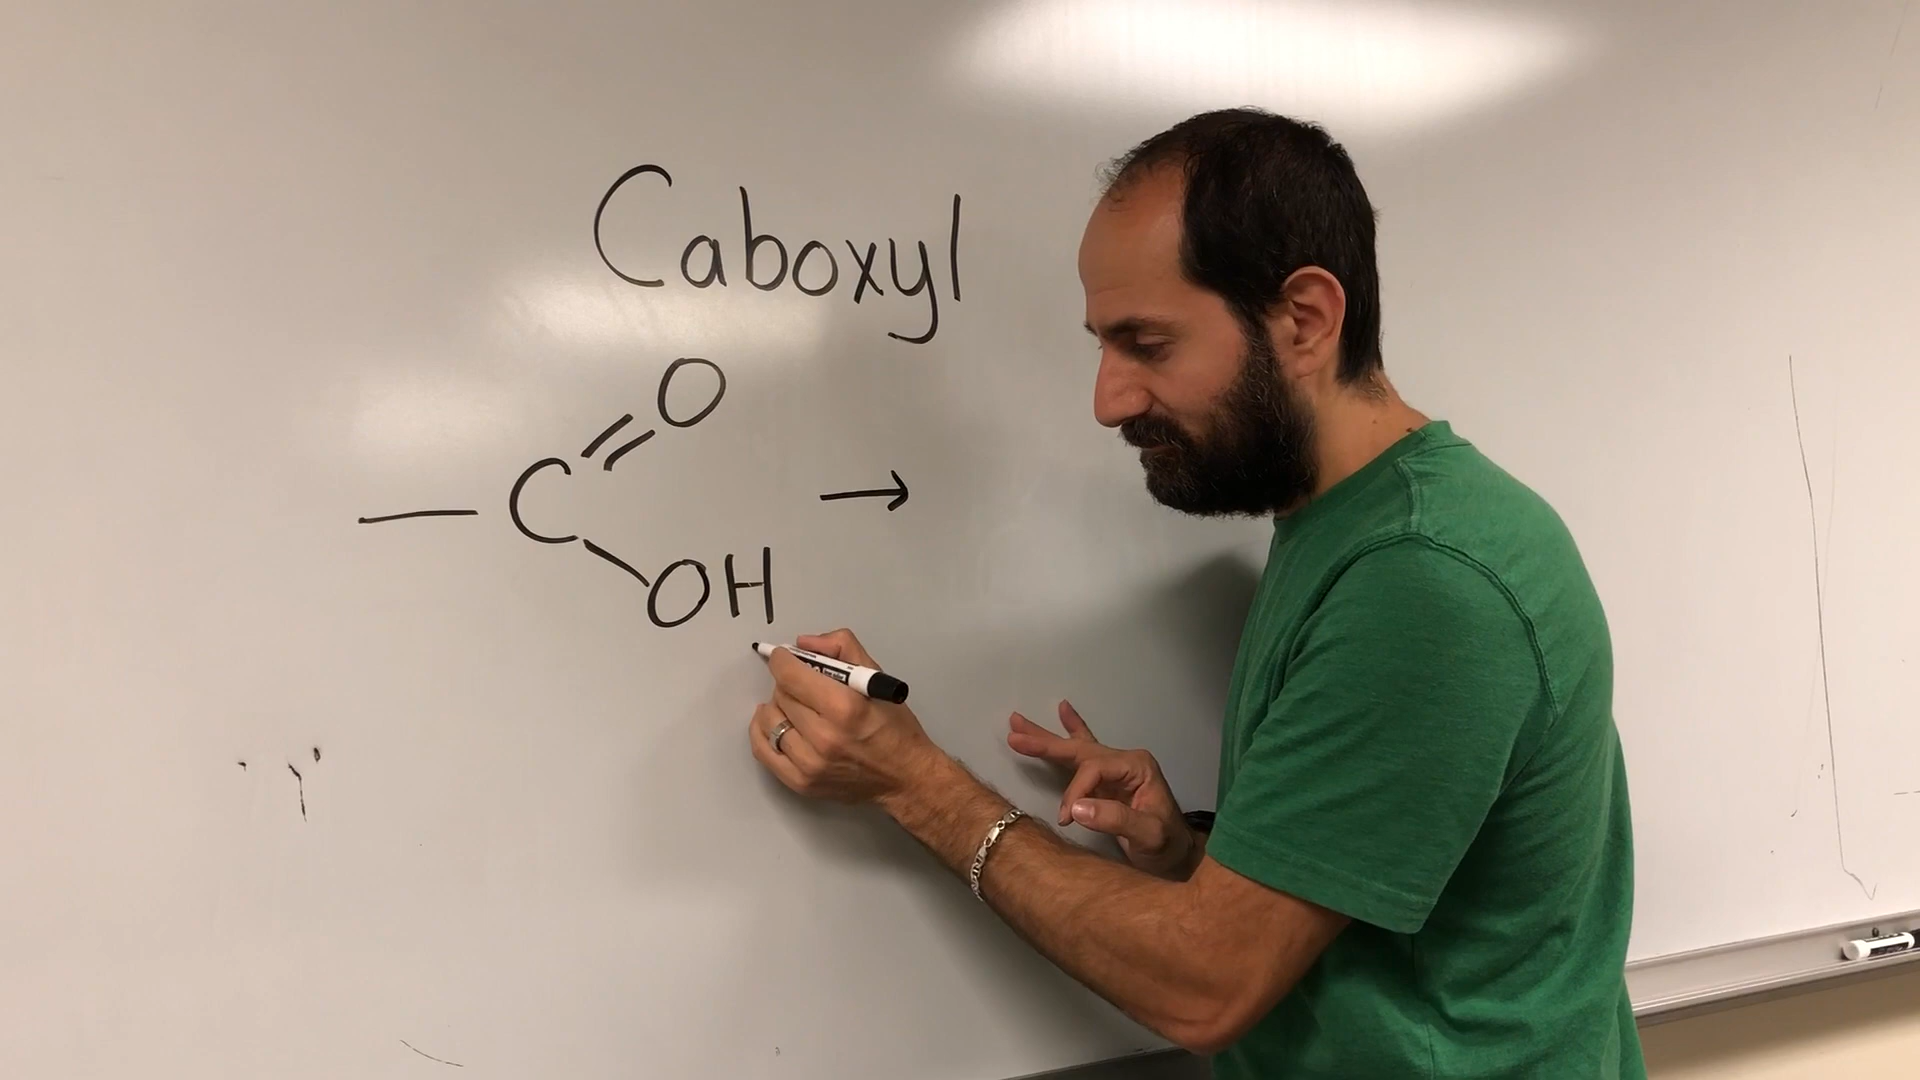 Caboxyl
O
— C →
OH